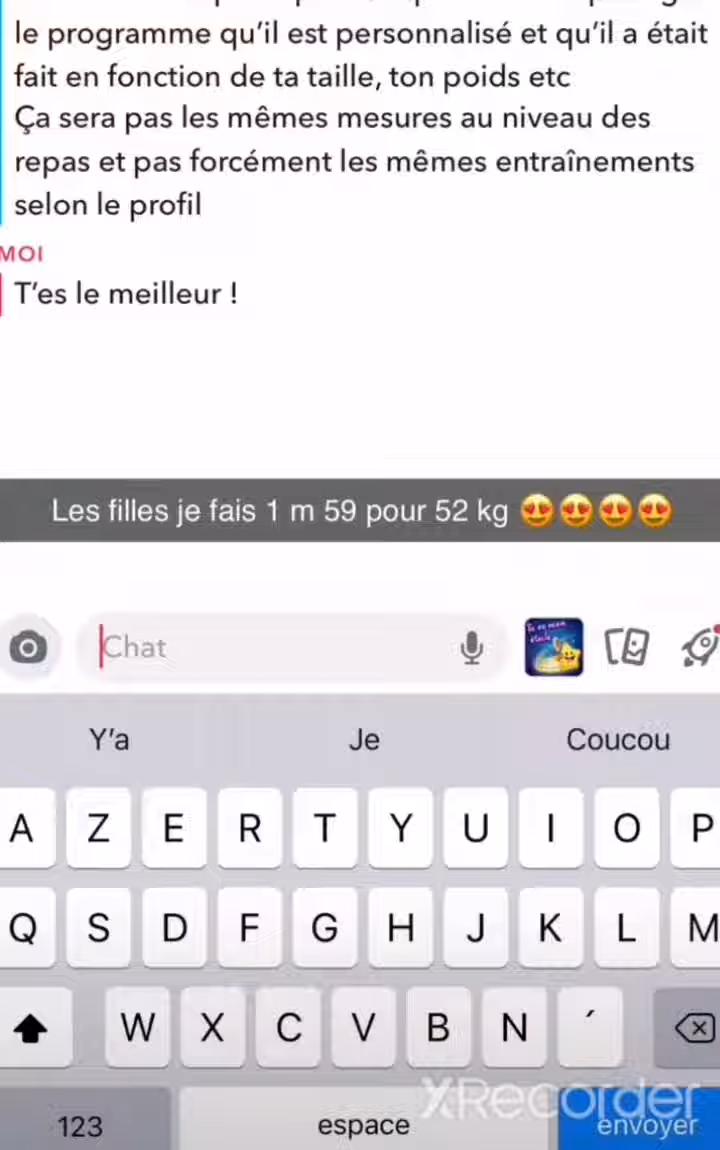 le programme qu'il est personnalisé et qu'il a était
fait en fonction de ta taille, ton poids etc
Ça sera pas les mêmes mesures au niveau des
repas et pas forcément les mêmes entraînements
selon le profil
MOI
T'es le meilleur !
Les filles je fais 1 m 59 pour 52 kg 😍😍😍😍
Chat
Y'a Je Coucou
A Z E R T Y U I O P
Q S D F G H J K L M
W X C V B N ´
XRecorder
123 espace envoyer